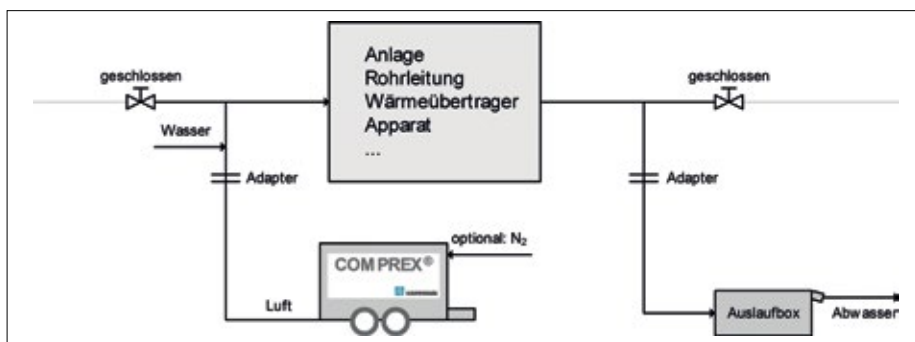 geschlossen
Anlage
Rohrleitung
Wärmeübertrager
Apparat
...
geschlossen
Wasser
Adapter
Adapter
optional: N₂
COMPREX®
Luft
Auslaufbox
Abwasser